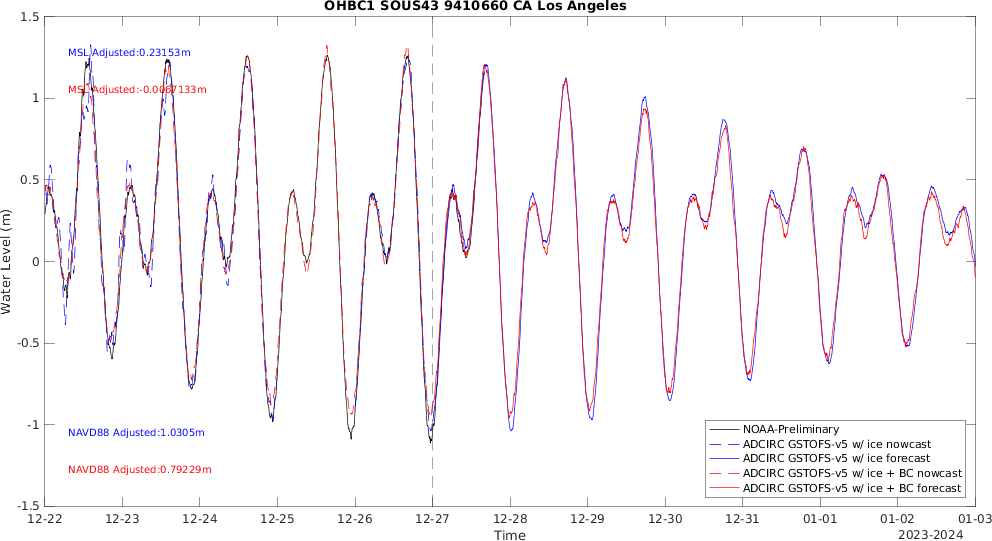 OHBC1 SOUS43 9410660 CA Los Angeles
1.5
1
0.5
0
-0.5
-1
-1.5
Water Level (m)
MSL Adjusted:0.23153m
MSL Adjusted:-0.0067133m
NAVD88 Adjusted:1.0305m
NAVD88 Adjusted:0.79229m
NOAA-Preliminary
ADCIRC GSTOFS-v5 w/ ice nowcast
ADCIRC GSTOFS-v5 w/ ice forecast
ADCIRC GSTOFS-v5 w/ ice + BC nowcast
ADCIRC GSTOFS-v5 w/ ice + BC forecast
12-22 12-23 12-24 12-25 12-26 12-27 12-28 12-29 12-30 12-31 01-01 01-02 01-03
Time
2023-2024